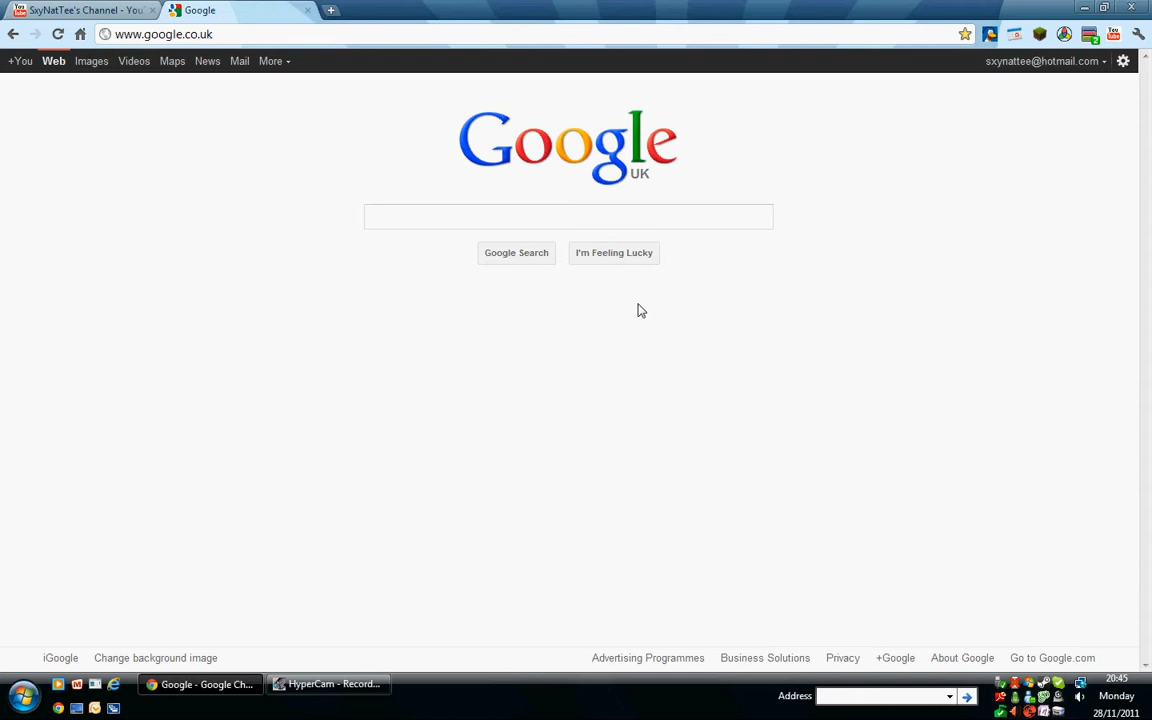 SxyNatTee's Channel - You
Google
www.google.co.uk
+You Web Images Videos Maps News Mail More
sxynattee@hotmail.com
Google
UK
Google Search I'm Feeling Lucky
iGoogle Change background image
Advertising Programmes Business Solutions Privacy +Google About Google Go to Google.com
Google - Google Ch...
HyperCam - Record...
Address
20:45
Monday
28/11/2011